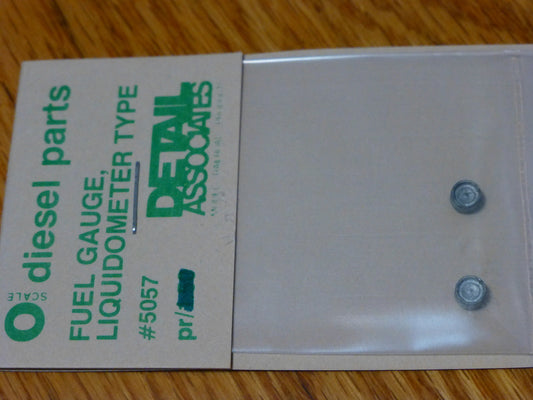 O SCALE diesel parts
FUEL GAUGE,
LIQUIDOMETER TYPE
#5057
pr/
DETAIL
ASSOCIATES